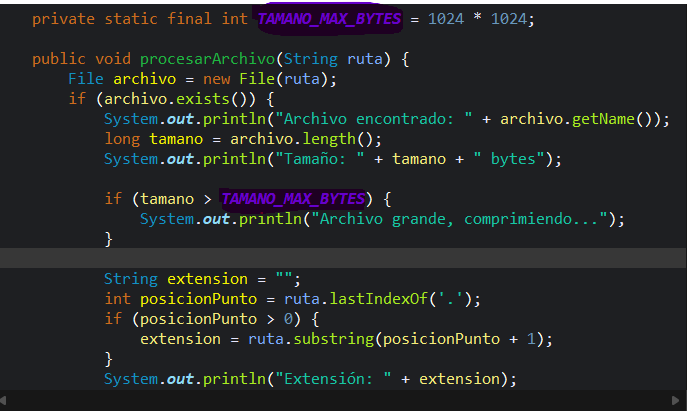 private static final int TAMANO_MAX_BYTES = 1024 * 1024;
public void procesarArchivo(String ruta) {
File archivo = new File(ruta);
if (archivo.exists()) {
System.out.println("Archivo encontrado: " + archivo.getName());
long tamano = archivo.length();
System.out.println("Tamaño: " + tamano + " bytes");
if (tamano > TAMANO_MAX_BYTES) {
System.out.println("Archivo grande, comprimiendo...");
}
String extension = "";
int posicionPunto = ruta.lastIndexOf('.');
if (posicionPunto > 0) {
extension = ruta.substring(posicionPunto + 1);
}
System.out.println("Extensión: " + extension);